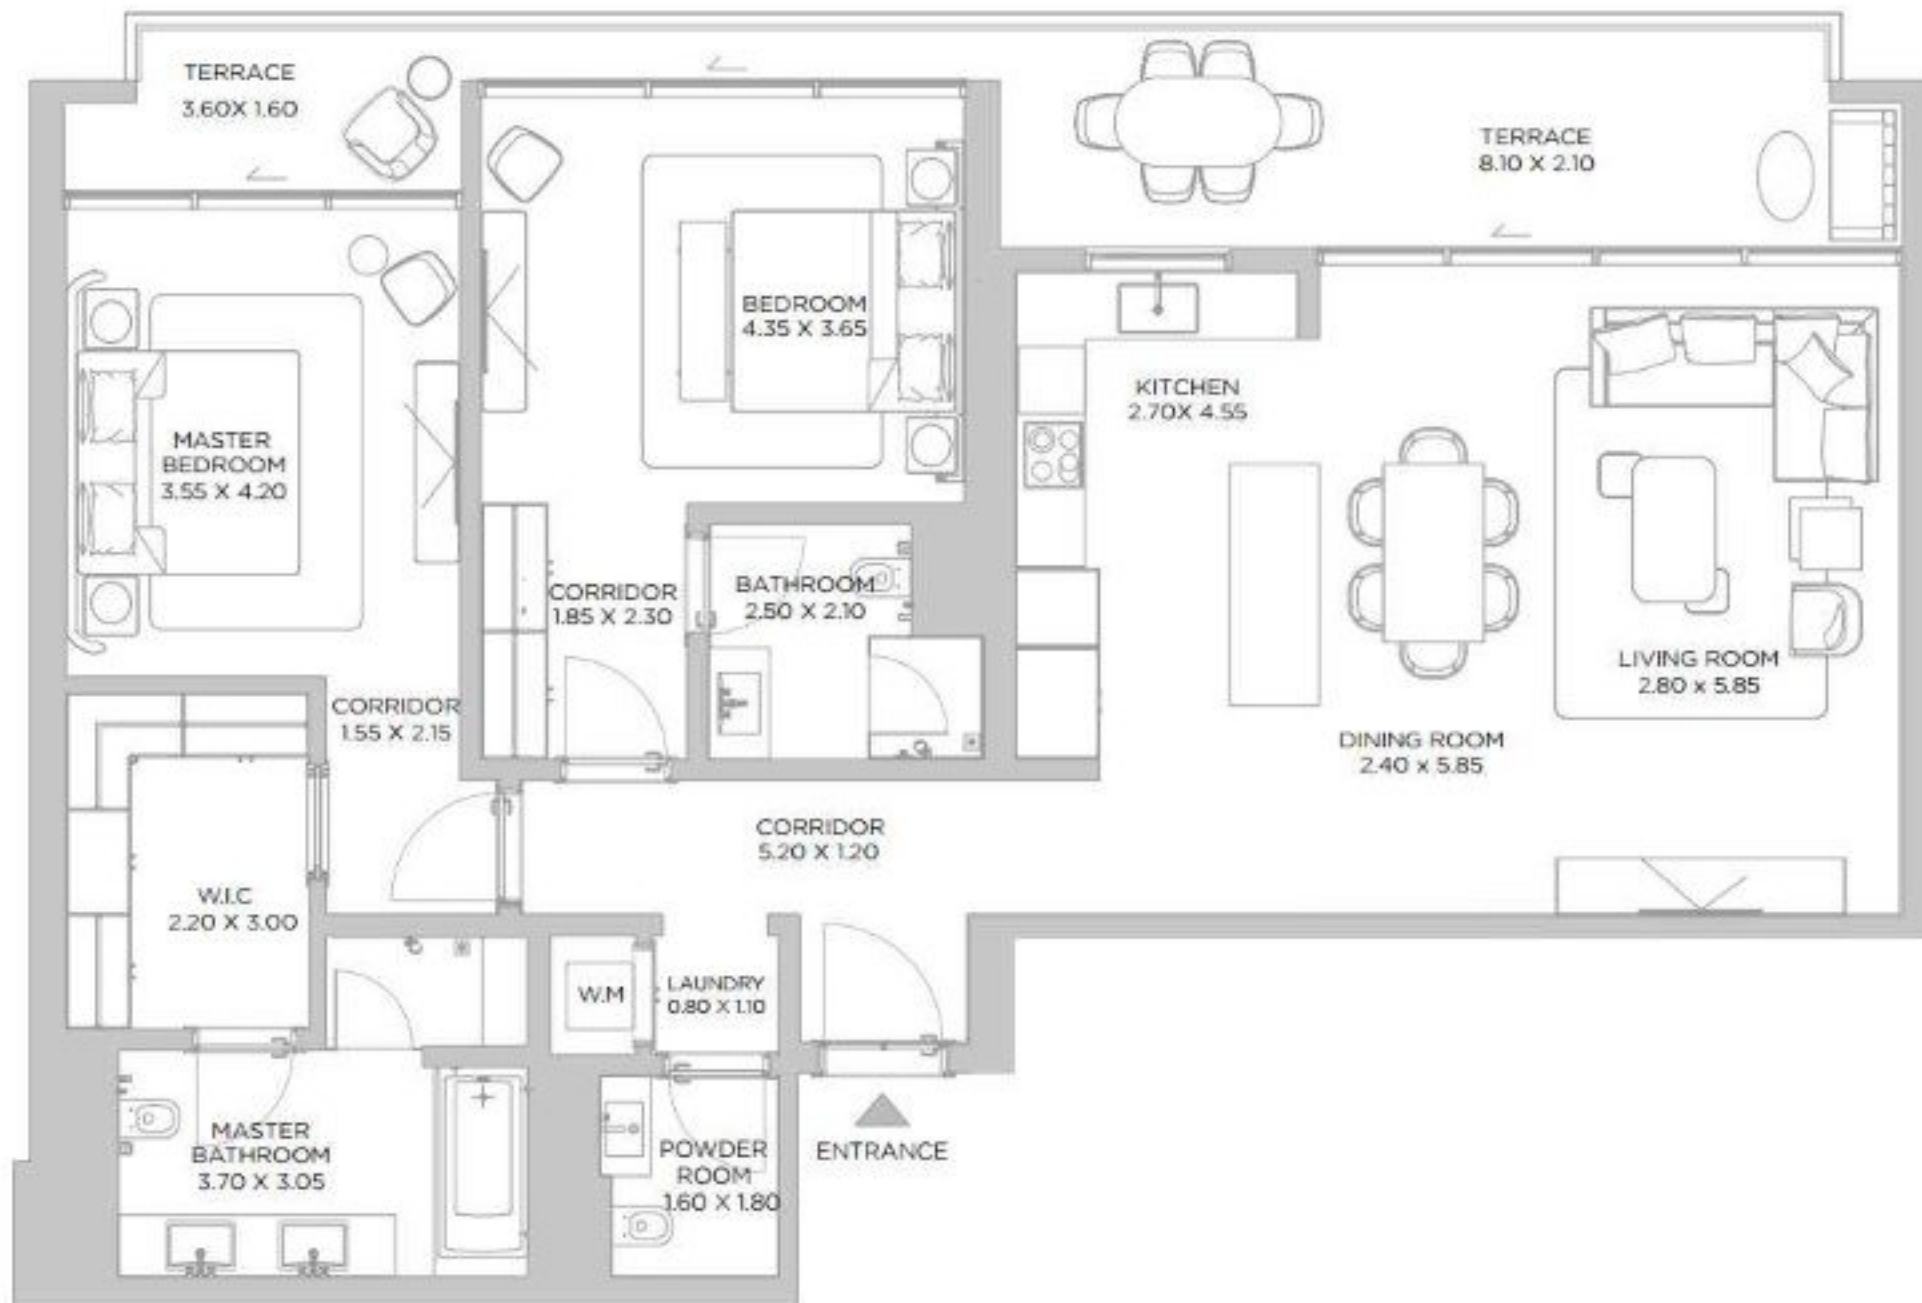 TERRACE
3.60X 1.60
TERRACE
8.10 X 2.10
BEDROOM
4.35 X 3.65
KITCHEN
2.70X 4.55
MASTER
BEDROOM
3.55 X 4.20
CORRIDOR
1.85 X 2.30
BATHROOM
2.50 X 2.10
LIVING ROOM
2.80 x 5.85
CORRIDOR
1.55 X 2.15
DINING ROOM
2.40 x 5.85
CORRIDOR
5.20 X 1.20
W.I.C
2.20 X 3.00
W.M
LAUNDRY
0.80 X 1.10
MASTER
BATHROOM
3.70 X 3.05
POWDER
ROOM
1.60 X 1.80
ENTRANCE